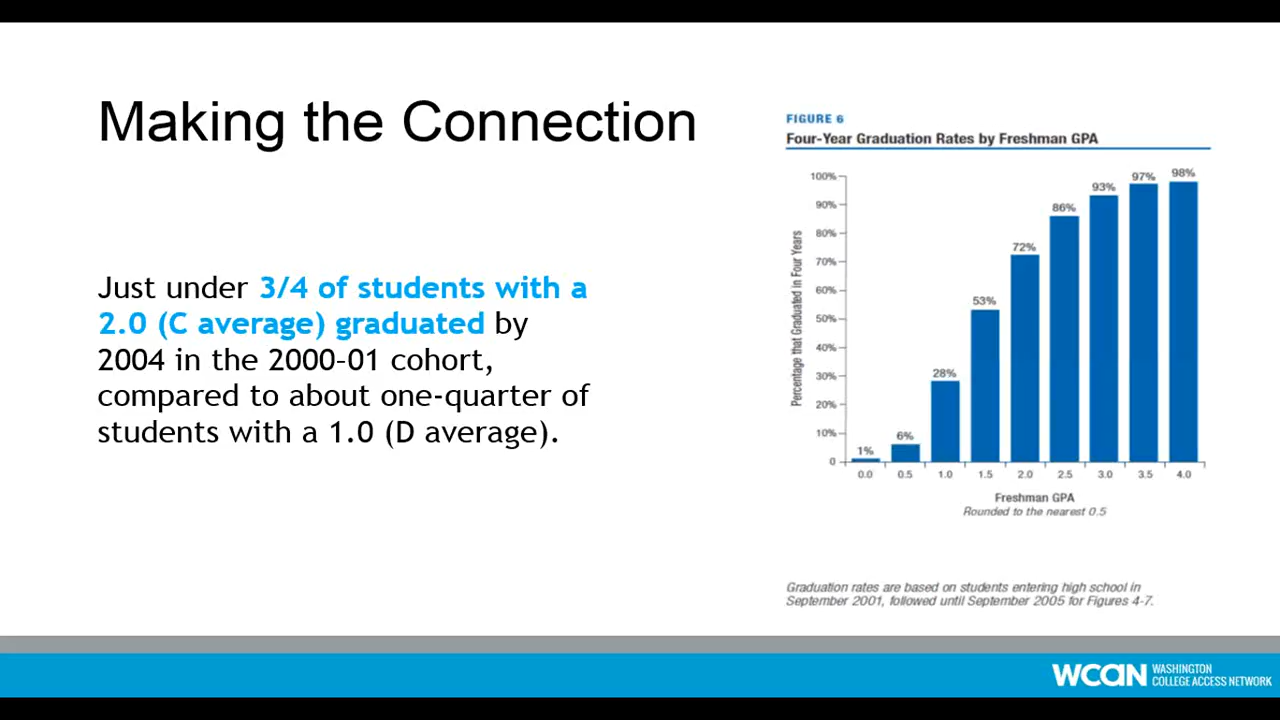 Making the Connection
Just under 3/4 of students with a
2.0 (C average) graduated by
2004 in the 2000-01 cohort,
compared to about one-quarter of
students with a 1.0 (D average).
FIGURE 6
Four-Year Graduation Rates by Freshman GPA
Percentage that Graduated in Four Years
100%
90%
80%
70%
60%
50%
40%
30%
20%
10%
0
1%
6%
28%
53%
72%
86%
93%
97%
98%
0.0 0.5 1.0 1.5 2.0 2.5 3.0 3.5 4.0
Freshman GPA
Rounded to the nearest 0.5
Graduation rates are based on students entering high school in
September 2001, followed until September 2005 for Figures 4-7.
WCAN WASHINGTON
COLLEGE ACCESS NETWORK